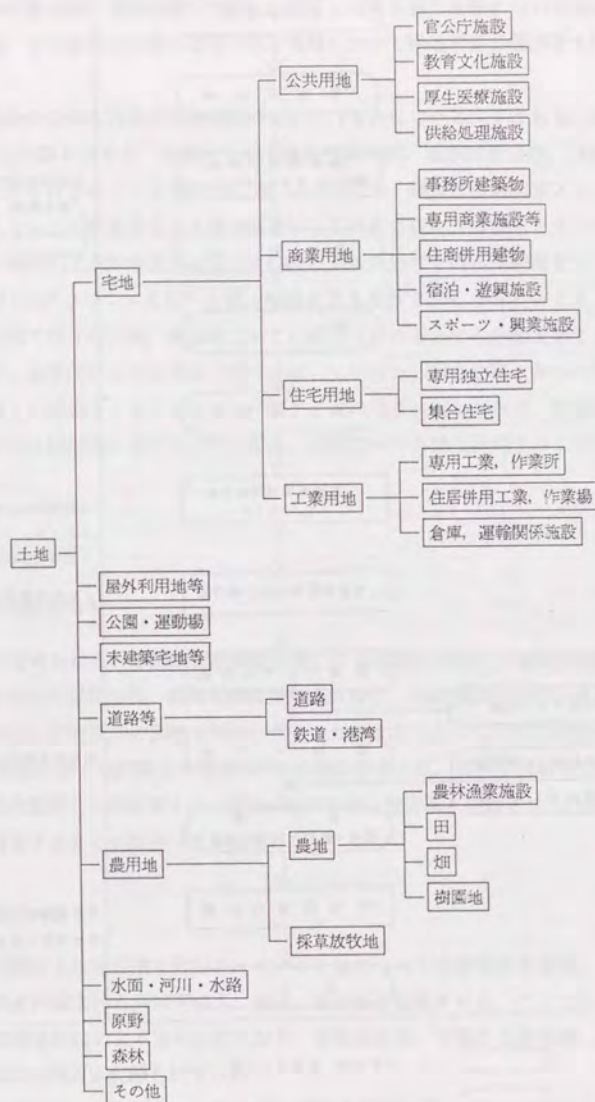 官公庁施設
公共用地
教育文化施設
厚生医療施設
供給処理施設
事務所建築物
専用商業施設等
商業用地
住商併用建物
宅地
宿泊・遊興施設
スポーツ・興業施設
専用独立住宅
住宅用地
集合住宅
専用工業，作業所
工業用地
住居併用工業，作業場
倉庫，運輸関係施設
土地
屋外利用地等
公園・運動場
未建築宅地等
道路等
道路
鉄道・港湾
農林漁業施設
農地
田
農用地
畑
樹園地
採草放牧地
水面・河川・水路
原野
森林
その他